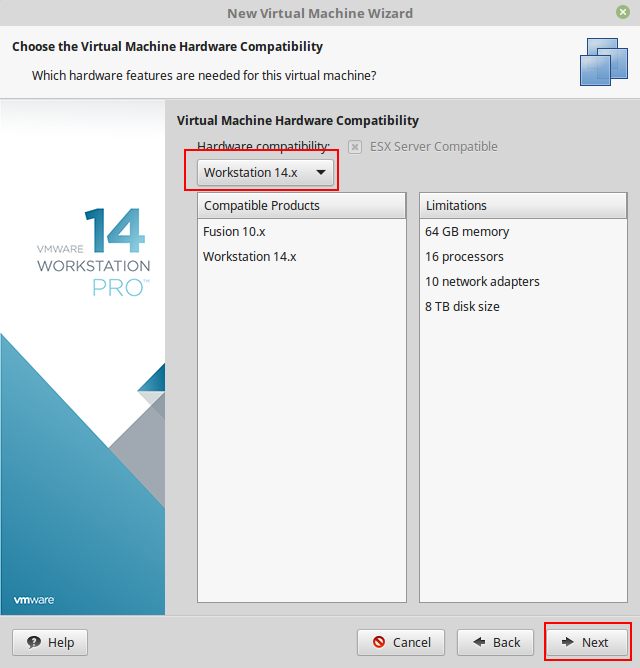 New Virtual Machine Wizard
Choose the Virtual Machine Hardware Compatibility
Which hardware features are needed for this virtual machine?
Virtual Machine Hardware Compatibility
Hardware compatibility:
ESX Server Compatible
Workstation 14.x
Compatible Products
Fusion 10.x
Workstation 14.x
Limitations
64 GB memory
16 processors
10 network adapters
8 TB disk size
VMWARE 14
WORKSTATION
PRO™
vmware
Help
Cancel
Back
Next